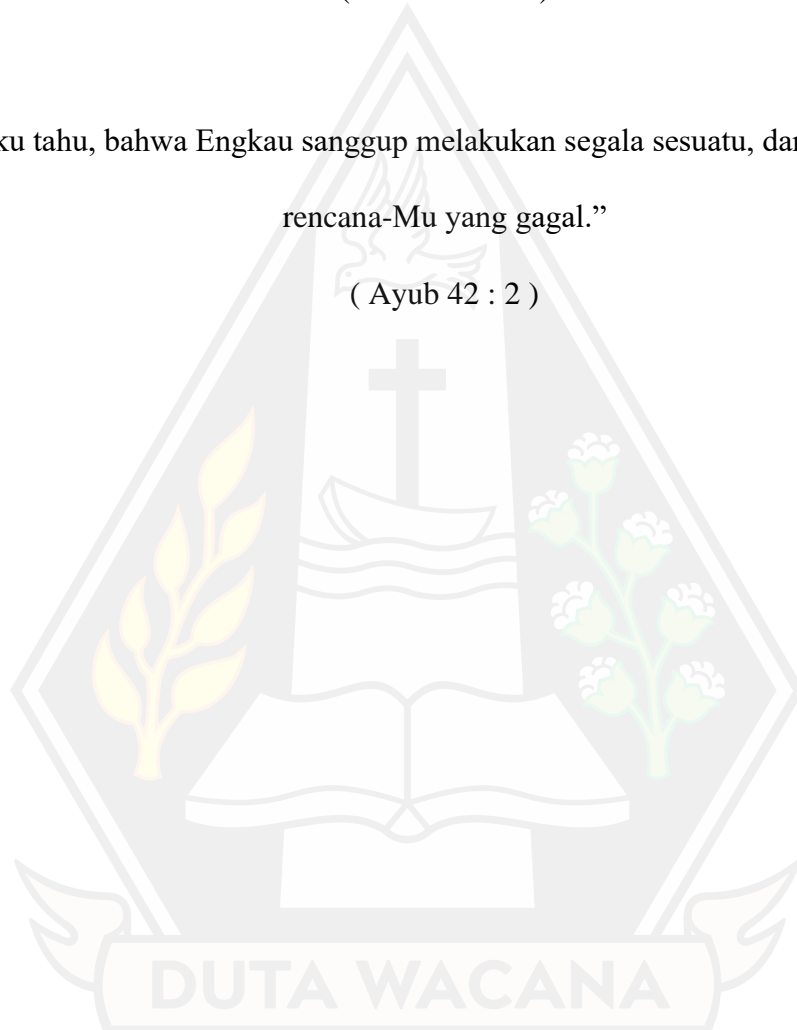 ku tahu, bahwa Engkau sanggup melakukan segala sesuatu, dan
rencana-Mu yang gagal.”
( Ayub 42 : 2 )
DUTA WACANA